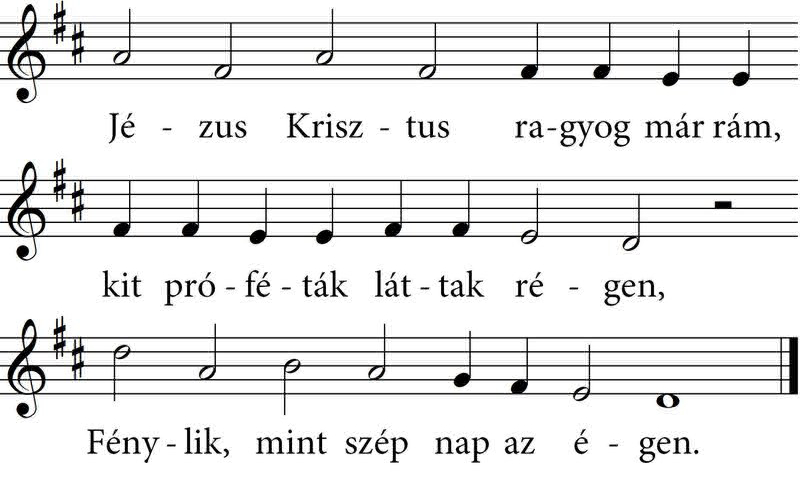 Jé - zus Krisz - tus ra-gyog már rám,
kit pró - fé - ták lát - tak ré - gen,
Fény - lik, mint szép nap az é - gen.